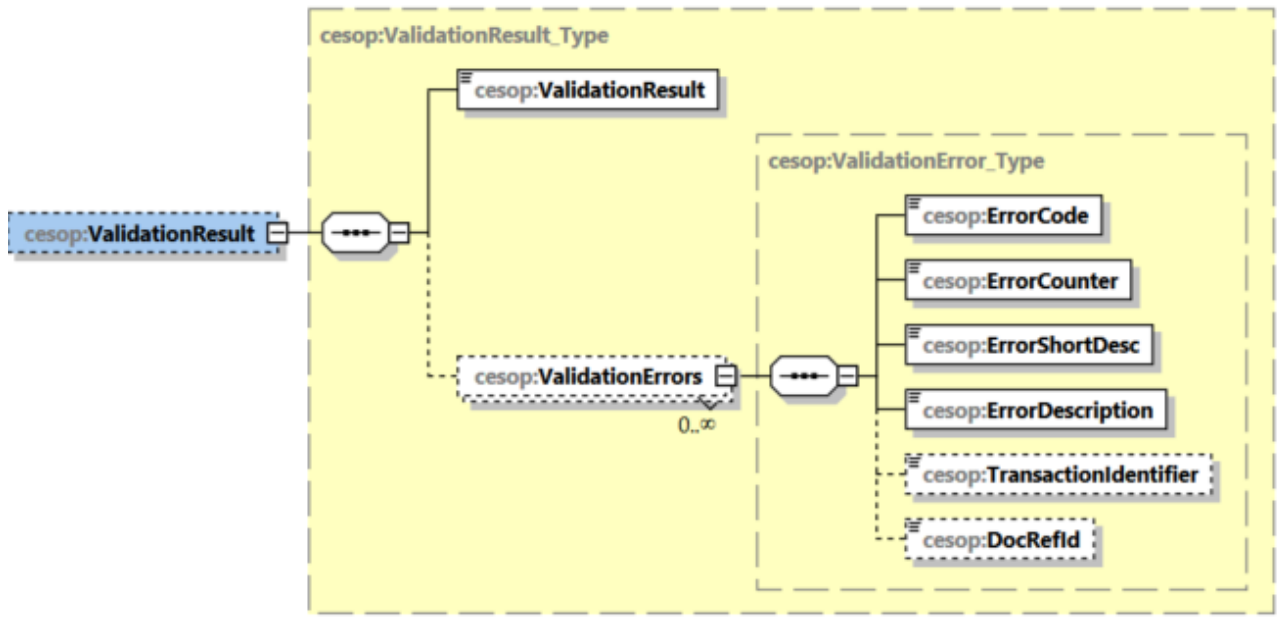 cesop:ValidationResult_Type
cesop:ValidationResult
cesop:ValidationError_Type
cesop:ErrorCode
cesop:ValidationResult
cesop:ErrorCounter
cesop:ErrorShortDesc
cesop:ValidationErrors
0..∞
cesop:ErrorDescription
cesop:TransactionIdentifier
cesop:DocRefId